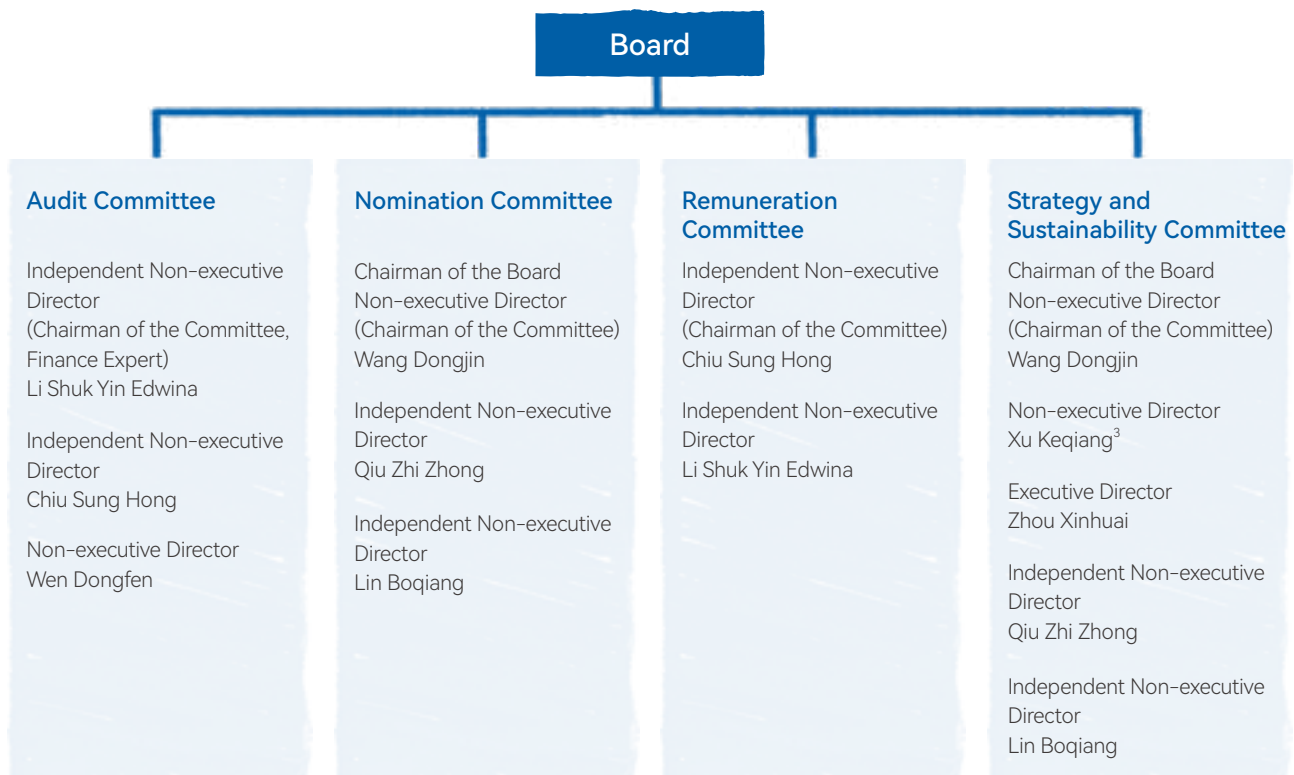 Board
Audit Committee
Independent Non-executive
Director
(Chairman of the Committee,
Finance Expert)
Li Shuk Yin Edwina
Independent Non-executive
Director
Chiu Sung Hong
Non-executive Director
Wen Dongfen
Nomination Committee
Chairman of the Board
Non-executive Director
(Chairman of the Committee)
Wang Dongjin
Independent Non-executive
Director
Qiu Zhi Zhong
Independent Non-executive
Director
Lin Boqiang
Remuneration
Committee
Independent Non-executive
Director
(Chairman of the Committee)
Chiu Sung Hong
Independent Non-executive
Director
Li Shuk Yin Edwina
Strategy and
Sustainability Committee
Chairman of the Board
Non-executive Director
(Chairman of the Committee)
Wang Dongjin
Non-executive Director
Xu Keqiang³
Executive Director
Zhou Xinhuai
Independent Non-executive
Director
Qiu Zhi Zhong
Independent Non-executive
Director
Lin Boqiang